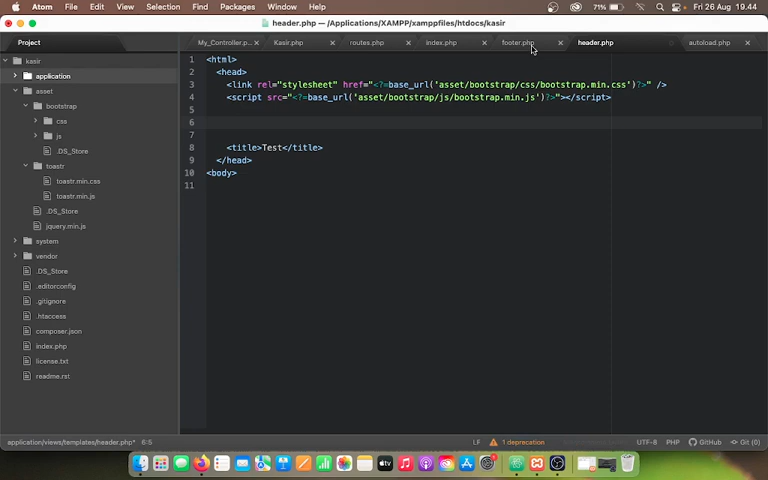 Atom File Edit View Selection Find Packages Window Help 71% Fri 26 Aug 19.44
header.php — /Applications/XAMPP/xamppfiles/htdocs/kasir
Project My_Controller.p... Kasir.php routes.php index.php footer.php header.php autoload.php
kasir
application
asset
bootstrap
css
js
.DS_Store
toastr
toastr.min.css
toastr.min.js
.DS_Store
jquery.min.js
system
vendor
.DS_Store
.editorconfig
.gitignore
.htaccess
composer.json
index.php
license.txt
readme.rst
1 <html>
2 <head>
3 <link rel="stylesheet" href="<?=base_url('asset/bootstrap/css/bootstrap.min.css')?>" />
4 <script src="<?=base_url('asset/bootstrap/js/bootstrap.min.js')?>"></script>
5
6
7
8 <title>Test</title>
9 </head>
10 <body>
11
application/views/templates/header.php* 6:5 LF 1 deprecation UTF-8 PHP GitHub Git (0)